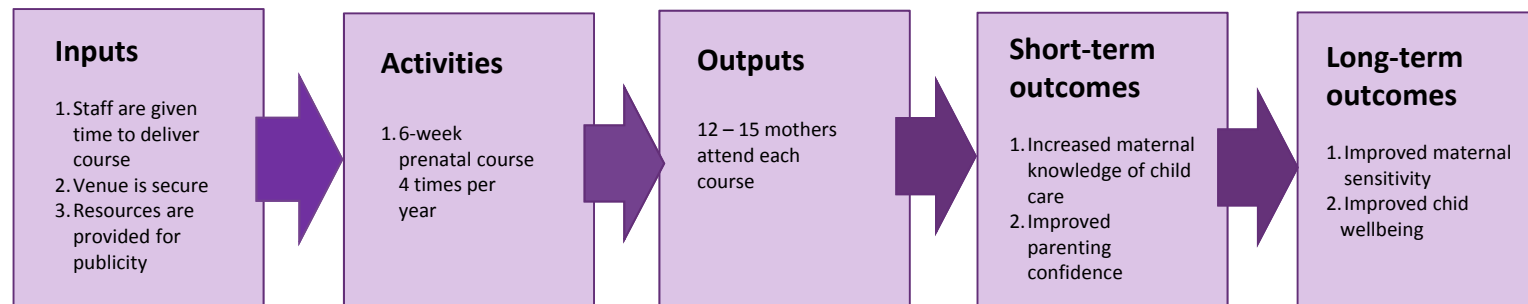 Inputs
1. Staff are given
time to deliver
course
2. Venue is secure
3. Resources are
provided for
publicity
Activities
1. 6-week
prenatal course
4 times per
year
Outputs
12 – 15 mothers
attend each
course
Short-term
outcomes
1. Increased maternal
knowledge of child
care
2. Improved
parenting
confidence
Long-term
outcomes
1. Improved maternal
sensitivity
2. Improved chid
wellbeing